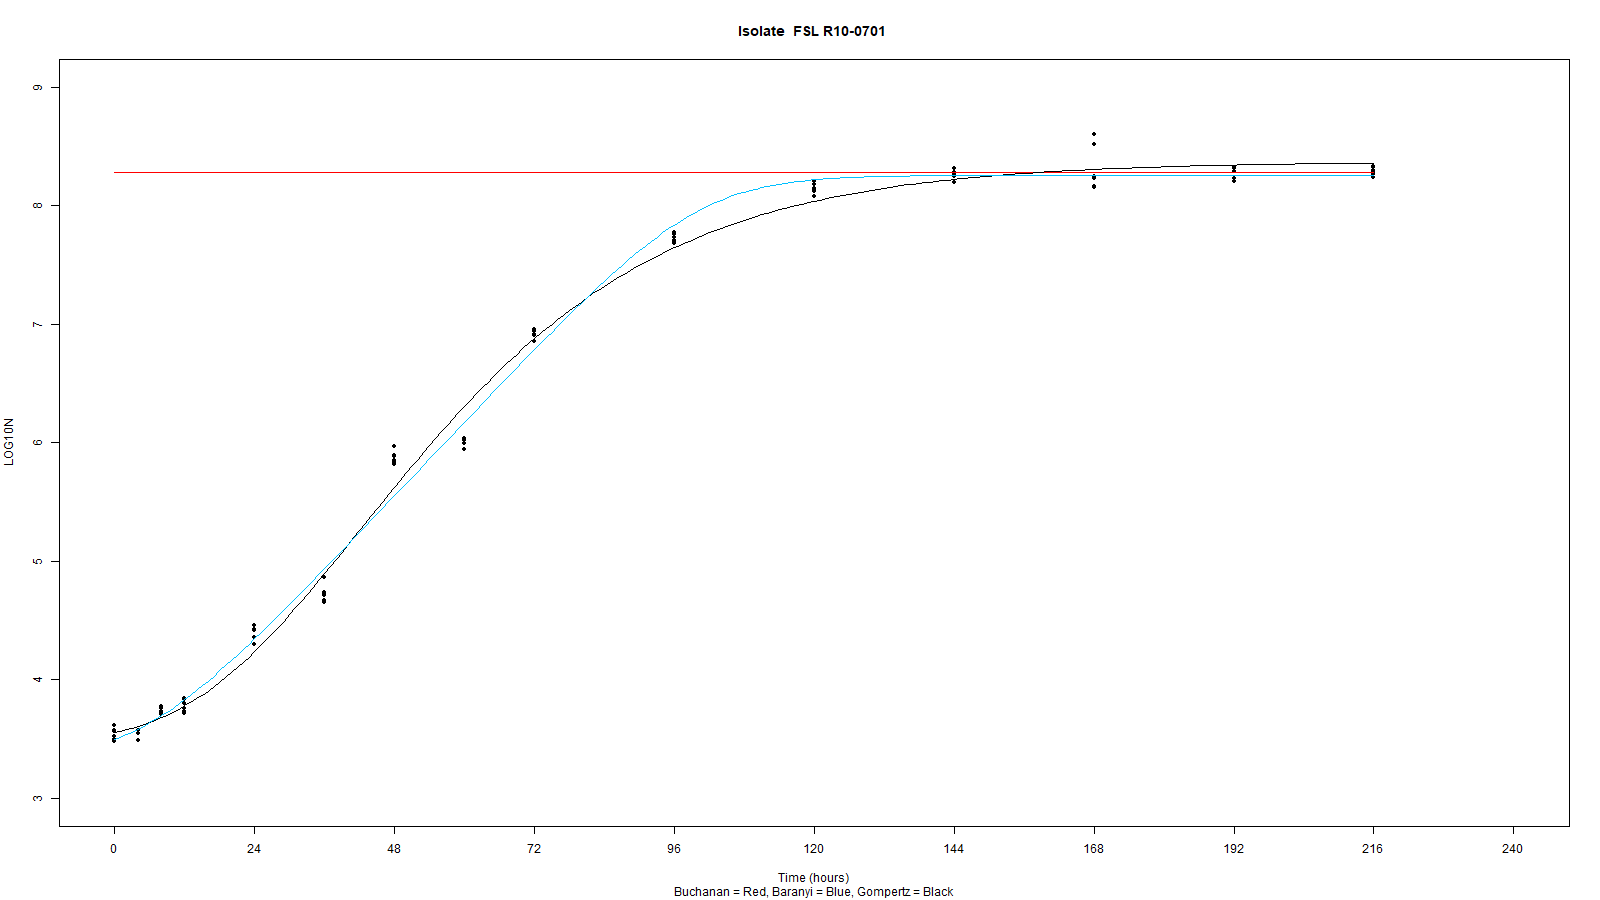 Isolate  FSL R10-0701
9
8
7
6
5
4
3
LOG10N
0 24 48 72 96 120 144 168 192 216 240
Time (hours)
Buchanan = Red, Baranyi = Blue, Gompertz = Black